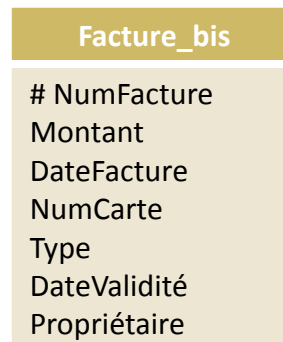 Facture_bis
# NumFacture
Montant
DateFacture
NumCarte
Type
DateValidité
Propriétaire